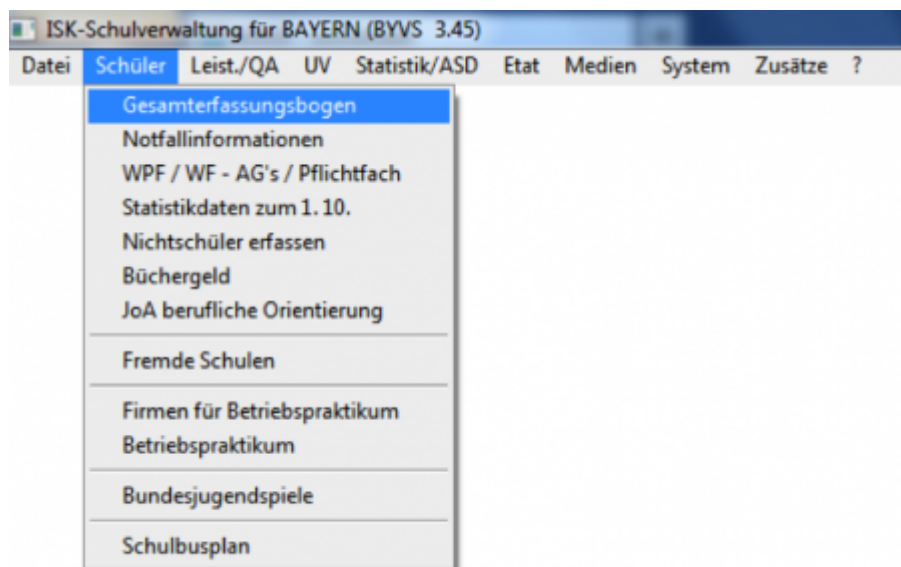 ISK-Schulverwaltung für BAYERN (BYVS 3.45)
Datei Schüler Leist./QA UV Statistik/ASD Etat Medien System Zusätze ?
Gesamterfassungsbogen
Notfallinformationen
WPF / WF - AG's / Pflichtfach
Statistikdaten zum 1. 10.
Nichtschüler erfassen
Büchergeld
JoA berufliche Orientierung
Fremde Schulen
Firmen für Betriebspraktikum
Betriebspraktikum
Bundesjugendspiele
Schulbusplan